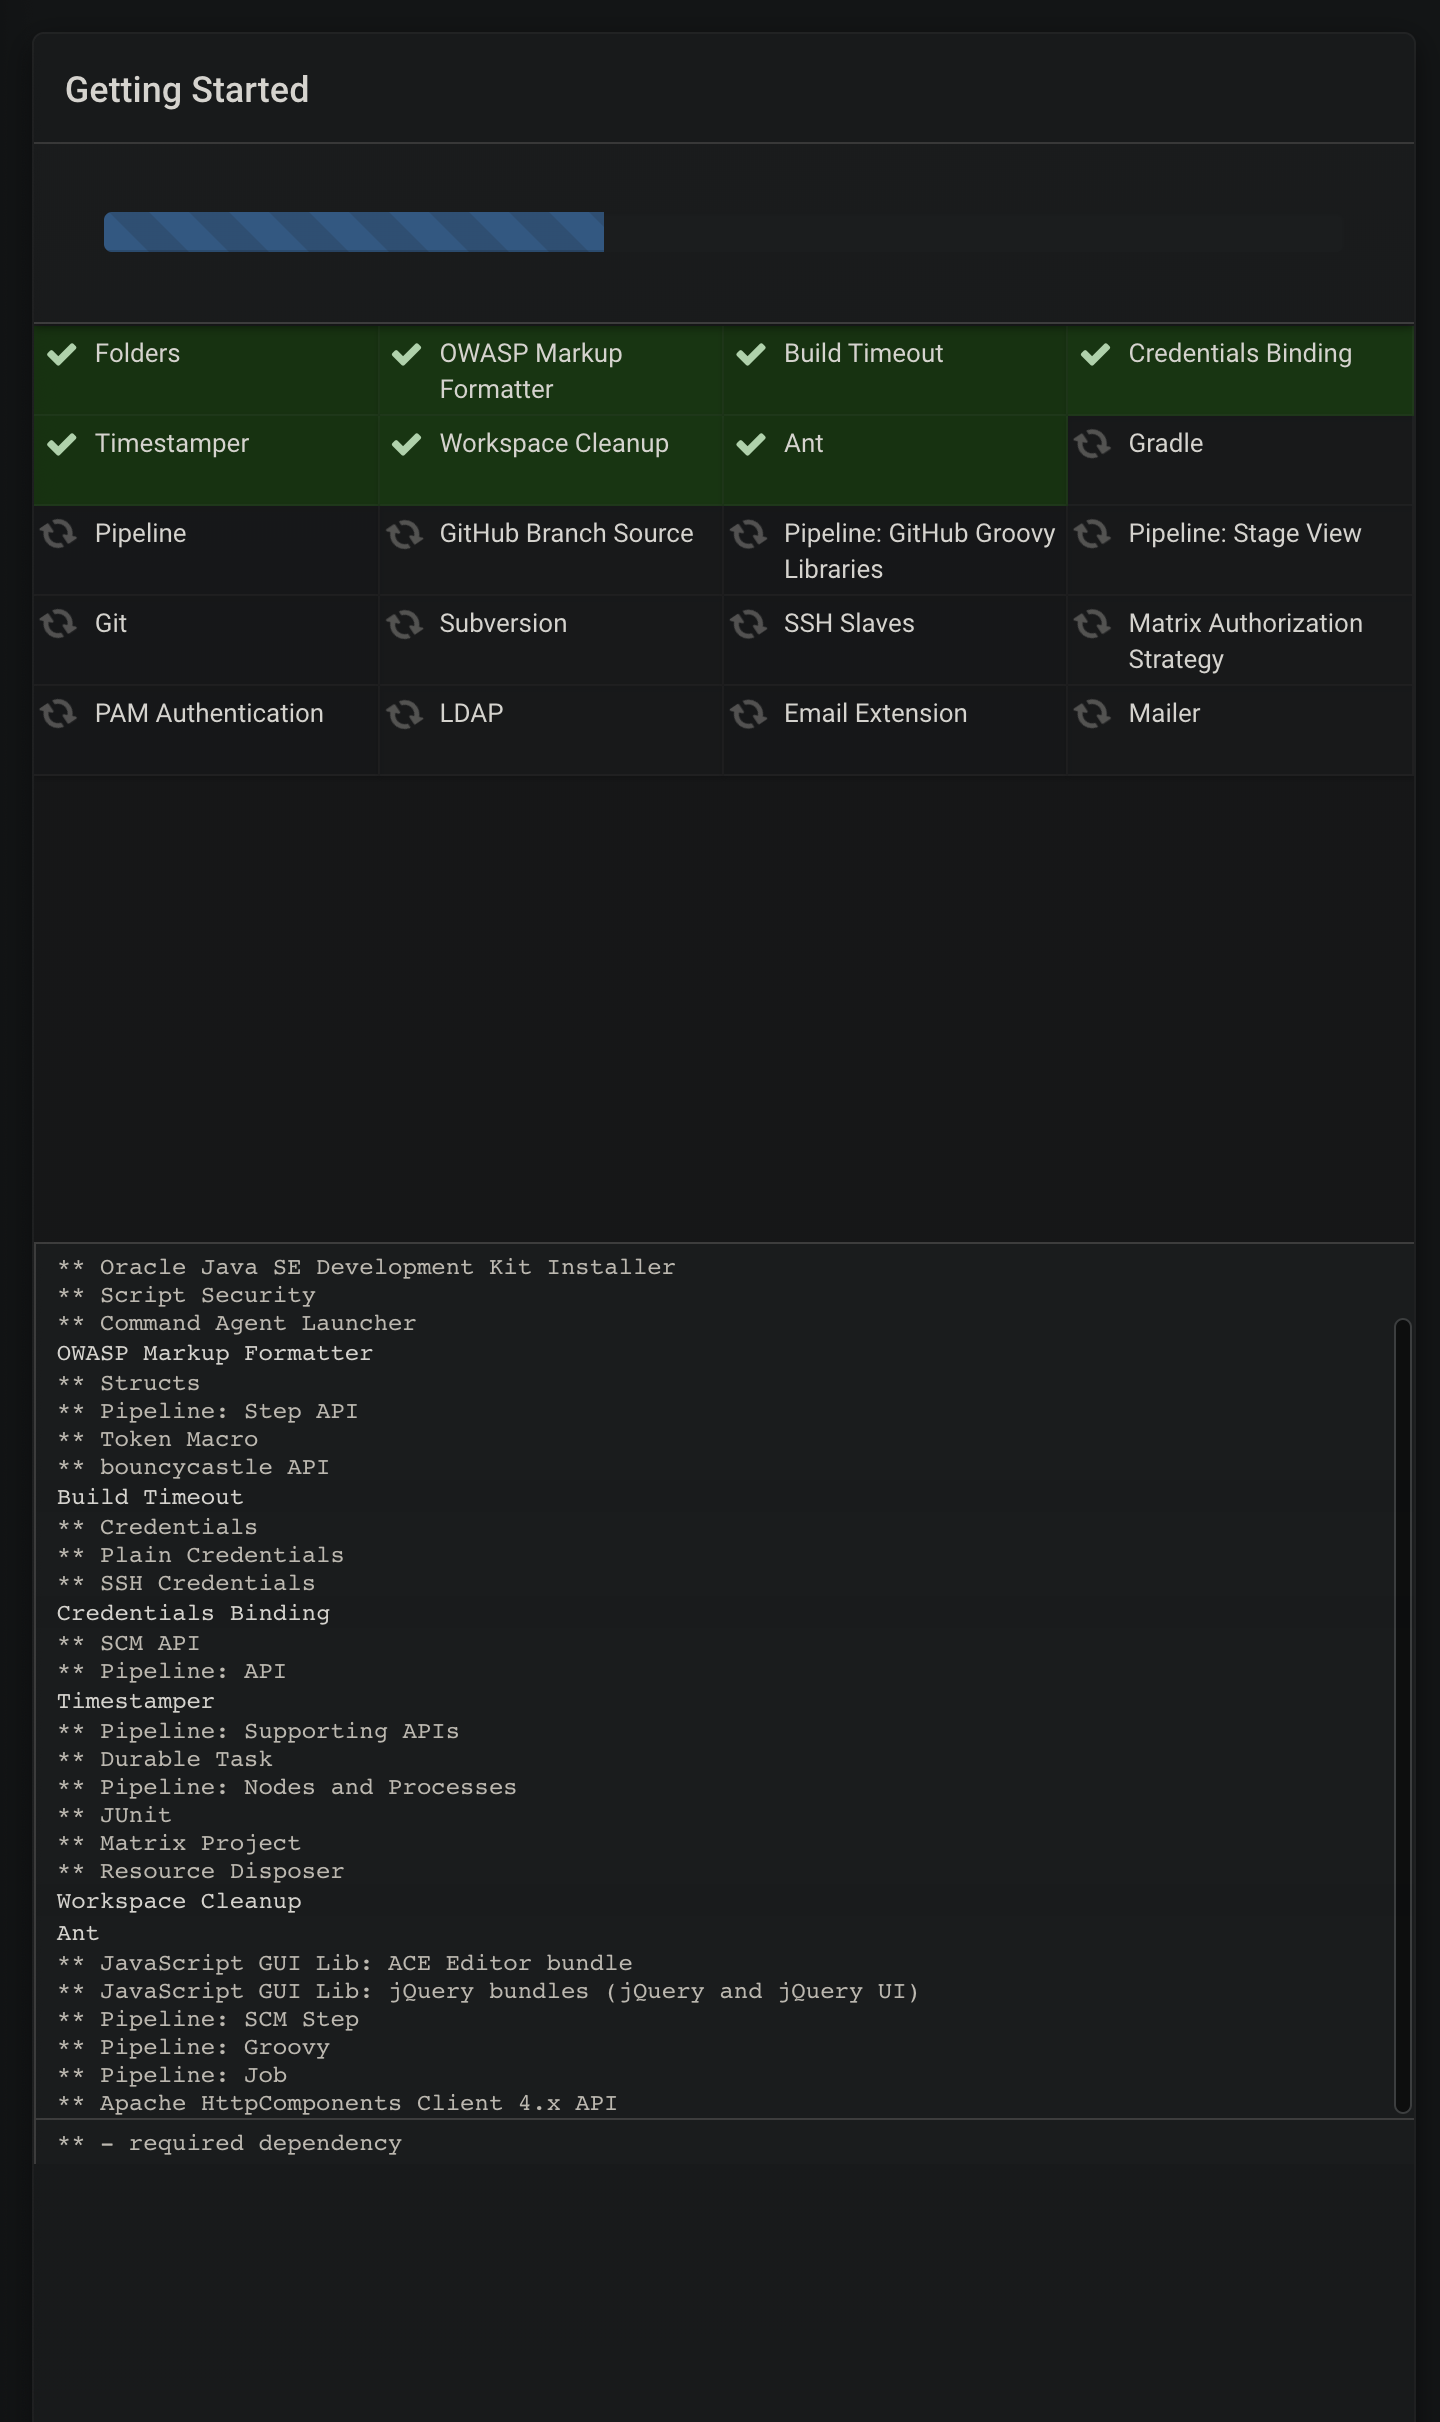 Getting Started
Folders
OWASP Markup
Formatter
Build Timeout
Credentials Binding
Timestamper
Workspace Cleanup
Ant
Gradle
Pipeline
GitHub Branch Source
Pipeline: GitHub Groovy
Libraries
Pipeline: Stage View
Git
Subversion
SSH Slaves
Matrix Authorization
Strategy
PAM Authentication
LDAP
Email Extension
Mailer
** Oracle Java SE Development Kit Installer
** Script Security
** Command Agent Launcher
OWASP Markup Formatter
** Structs
** Pipeline: Step API
** Token Macro
** bouncycastle API
Build Timeout
** Credentials
** Plain Credentials
** SSH Credentials
Credentials Binding
** SCM API
** Pipeline: API
Timestamper
** Pipeline: Supporting APIs
** Durable Task
** Pipeline: Nodes and Processes
** JUnit
** Matrix Project
** Resource Disposer
Workspace Cleanup
Ant
** JavaScript GUI Lib: ACE Editor bundle
** JavaScript GUI Lib: jQuery bundles (jQuery and jQuery UI)
** Pipeline: SCM Step
** Pipeline: Groovy
** Pipeline: Job
** Apache HttpComponents Client 4.x API
** - required dependency